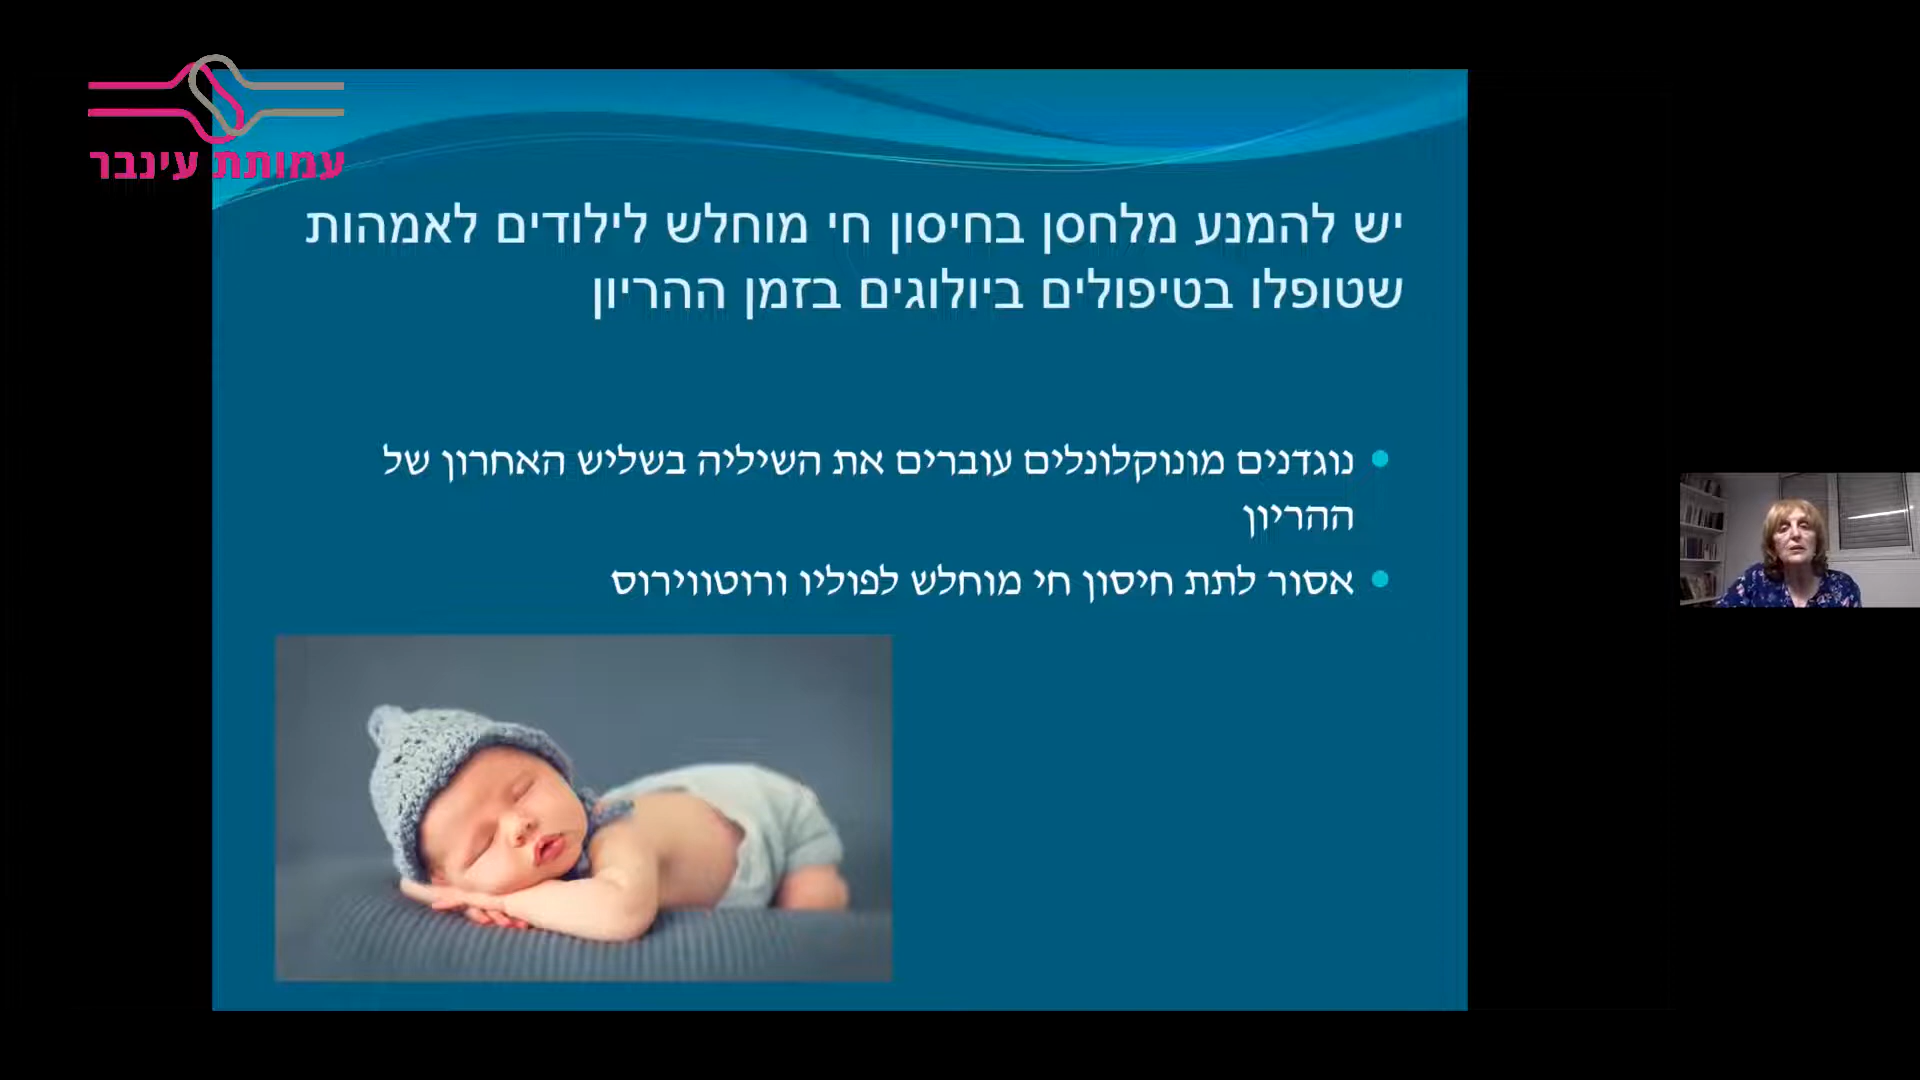 עמותת עינבר
יש להמנע מלחסן בחיסון חי מוחלש לילודים לאמהות
שטופלו בטיפולים ביולוגים בזמן ההריון
נוגדנים מונוקלונלים עוברים את השיליה בשליש האחרון של
ההריון
אסור לתת חיסון חי מוחלש לפוליו ורוטווירוס